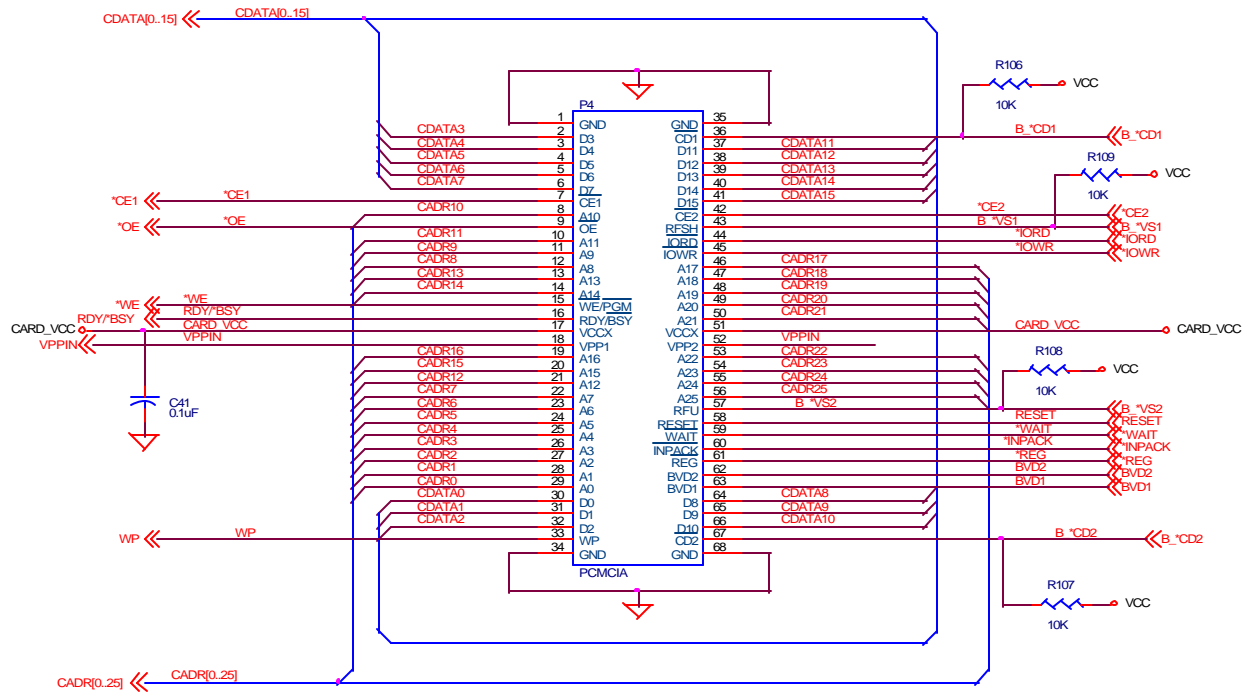 CDATA[0..15] CDATA[0..15]
R106
VCC
10K
P4
1 GND GND 35
CDATA3 2 D3 CD1 36 B_*CD1 B_*CD1
CDATA4 3 D4 D11 37 CDATA11
CDATA5 4 D5 D12 38 CDATA12
CDATA6 5 D6 D13 39 CDATA13
CDATA7 6 D7 D14 40 CDATA14
R109
VCC
10K
*CE1 *CE1 7 CE1 D15 41 CDATA15
CADR10 8 A10 CE2 42 *CE2 *CE2
*OE *OE 9 OE RFSH 43 B_*VS1 B_*VS1
CADR11 10 A11 IORD 44 *IORD *IORD
CADR9 11 A9 IOWR 45 *IOWR *IOWR
CADR8 12 A8 A17 46 CADR17
CADR13 13 A13 A18 47 CADR18
CADR14 14 A14 A19 48 CADR19
*WE *WE 15 WE/PGM A20 49 CADR20
RDY/*BSY RDY/*BSY 16 RDY/BSY A21 50 CADR21
CARD_VCC CARD_VCC 17 VCCX VCCX 51 CARD_VCC CARD_VCC
VPPIN VPPIN 18 VPP1 VPP2 52 VPPIN
CADR16 19 A16 A22 53 CADR22
CADR15 20 A15 A23 54 CADR23
CADR12 21 A12 A24 55 CADR24
CADR7 22 A7 A25 56 CADR25
R108
VCC
10K
CADR6 23 A6 RFU 57 B_*VS2 B_*VS2
CADR5 24 A5 RESET 58 RESET RESET
CADR4 25 A4 WAIT 59 *WAIT *WAIT
CADR3 26 A3 INPACK 60 *INPACK *INPACK
CADR2 27 A2 REG 61 *REG *REG
CADR1 28 A1 BVD2 62 BVD2 BVD2
CADR0 29 A0 BVD1 63 BVD1 BVD1
CDATA0 30 D0 D8 64 CDATA8
CDATA1 31 D1 D9 65 CDATA9
CDATA2 32 D2 D10 66 CDATA10
WP WP 33 WP CD2 67 B_*CD2 B_*CD2
34 GND GND 68
C41
0.1uF
PCMCIA
R107
VCC
10K
CADR[0..25] CADR[0..25]